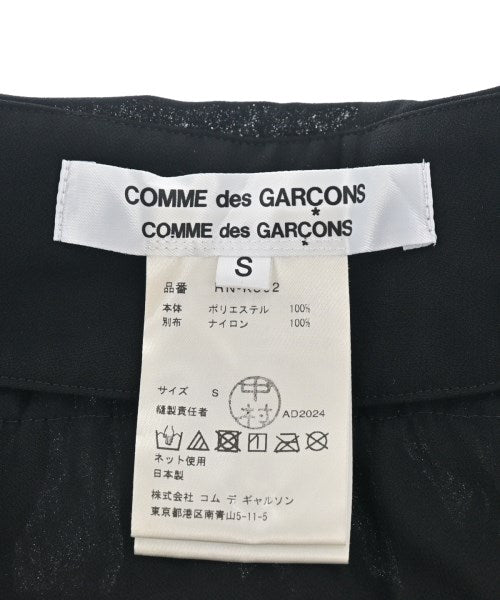 COMME des GARÇONS
COMME des GARÇONS
S
品番
本体 ポリエステル 100%
別布 ナイロン 100%
サイズ S
縫製責任者 中村 AD2024
ネット使用
日本製
株式会社 コム デ ギャルソン
東京都港区南青山5-11-5